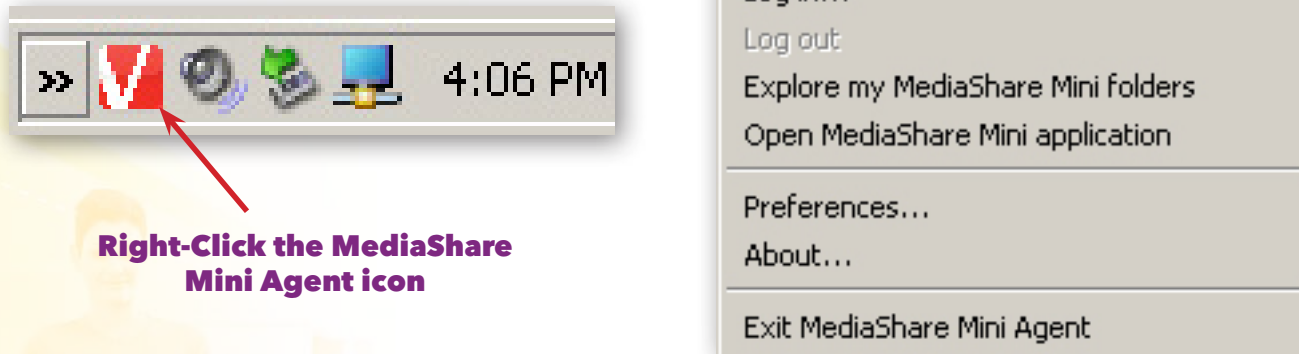 » V 4:06 PM
Right-Click the MediaShare
Mini Agent icon
Log out
Explore my MediaShare Mini folders
Open MediaShare Mini application
Preferences...
About...
Exit MediaShare Mini Agent